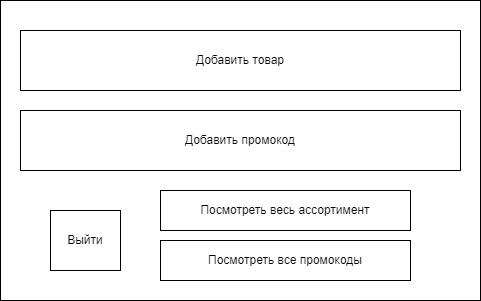 Добавить товар
Добавить промокод
Посмотреть весь ассортимент
Выйти
Посмотреть все промокоды